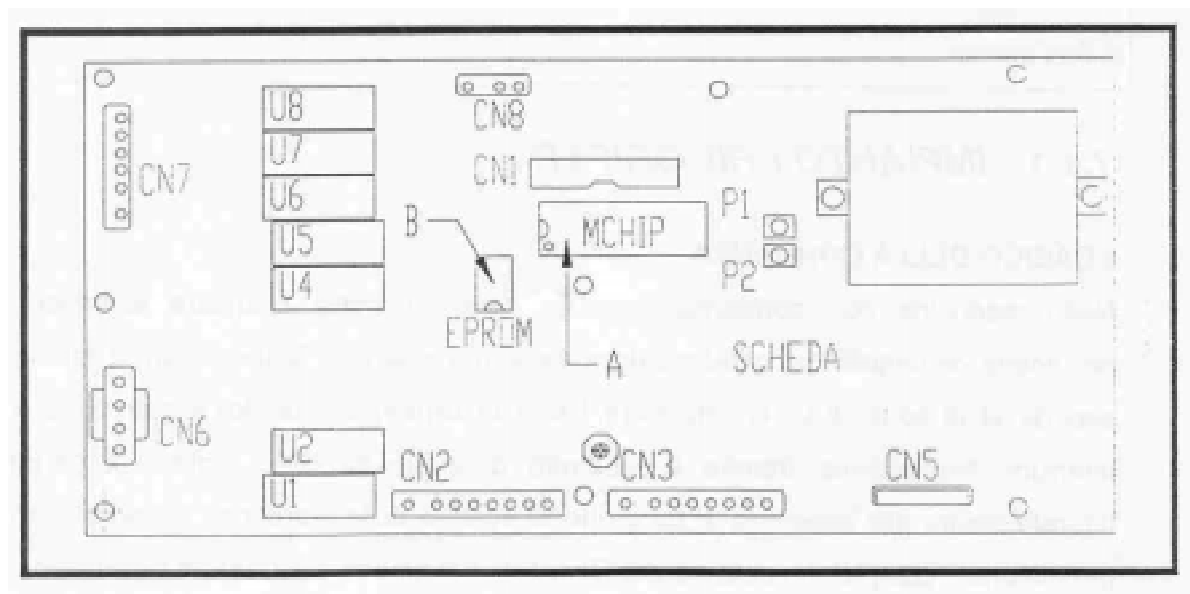 U8
CN8
CN7
U7
CN1
U6
B
MCHIP
P1
U5
P2
U4
EPROM
A
SCHEDA
CN6
U2
CN2
CN3
CN5
U1